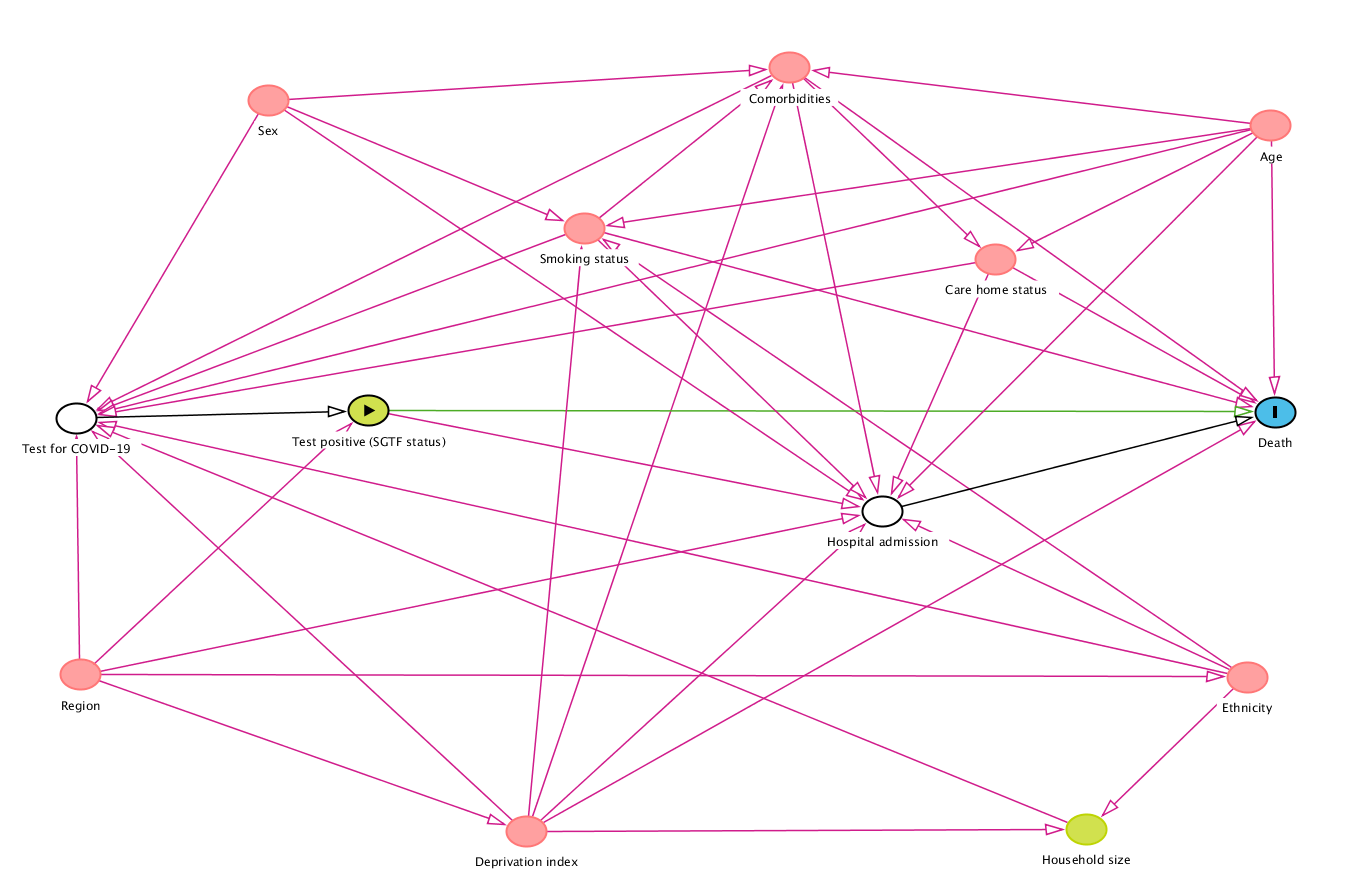 Comorbidities
Sex
Age
Smoking status
Care home status
Test for COVID-19
Test positive (SGTF status)
Death
Hospital admission
Region
Ethnicity
Deprivation index
Household size